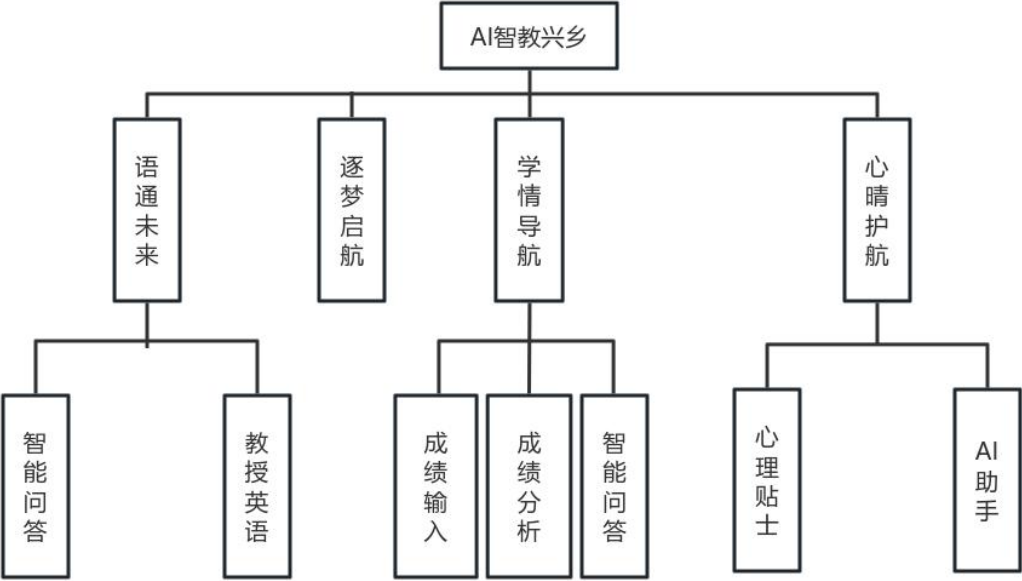 AI智教兴乡
语通未来
逐梦启航
学情导航
心晴护航
智能问答
教授英语
成绩输入
成绩分析
智能问答
心理贴士
AI助手